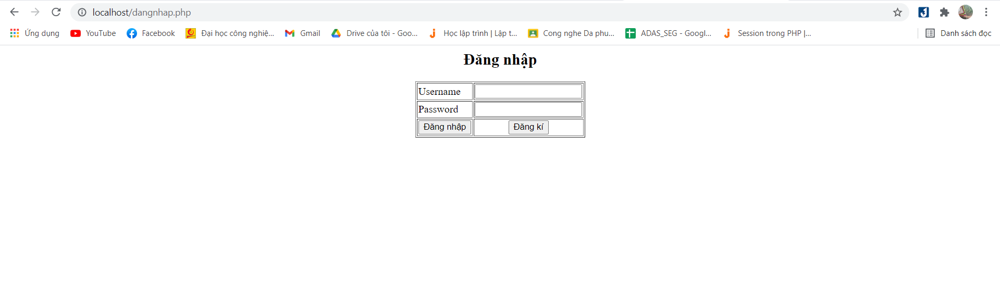 localhost/dangnhap.php
Ứng dụng YouTube Facebook Đại học công nghiệ... Gmail Drive của tôi - Goo... Học lập trình | Lập t... Cong nghe Da phu... ADAS_SEG - Googl... Session trong PHP |... Danh sách đọc
Đăng nhập
Username
Password
Đăng nhập Đăng kí